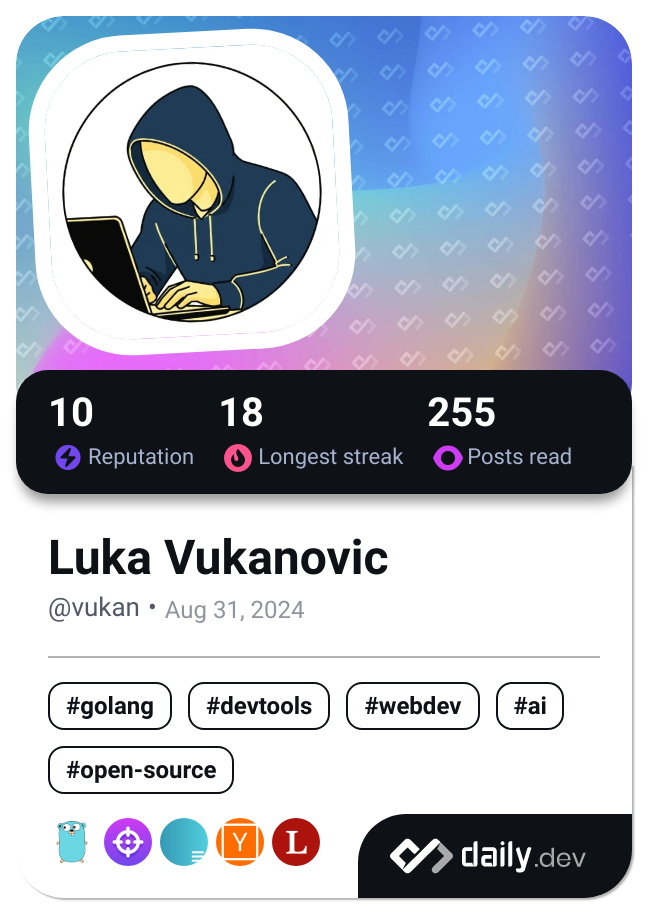 10 18 255
Reputation Longest streak Posts read
Luka Vukanovic
@vukan • Aug 31, 2024
#golang #devtools #webdev #ai
#open-source
Y L
daily.dev